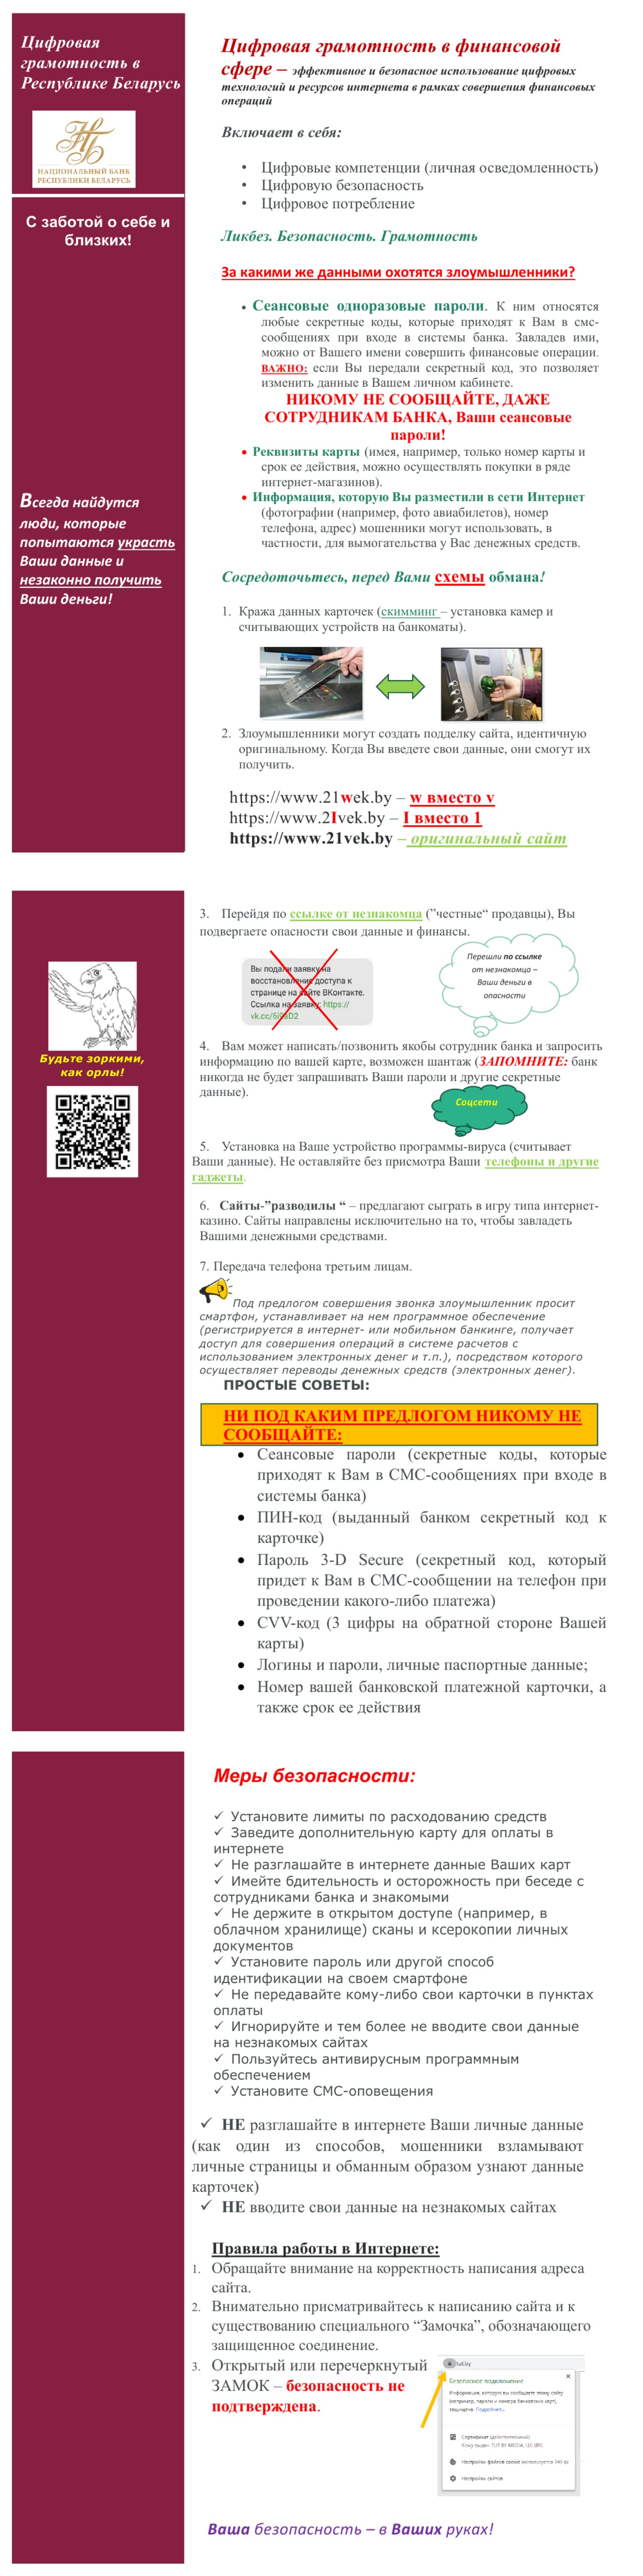 Цифровая
грамотность в
Республике Беларусь
НАЦИОНАЛЬНЫЙ БАНК
РЕСПУБЛИКИ БЕЛАРУСЬ
С заботой о себе и
близких!
Всегда найдутся
люди, которые
попытаются украсть
Ваши данные и
незаконно получить
Ваши деньги!
Цифровая грамотность в финансовой
сфере – эффективное и безопасное использование цифровых
технологий и ресурсов интернета в рамках совершения финансовых
операций
Включает в себя:
• Цифровые компетенции (личная осведомленность)
• Цифровую безопасность
• Цифровое потребление
Ликбез. Безопасность. Грамотность
За какими же данными охотятся злоумышленники?
• Сеансовые одноразовые пароли. К ним относятся
любые секретные коды, которые приходят к Вам в смс-
сообщениях при входе в системы банка. Завладев ими,
можно от Вашего имени совершить финансовые операции.
ВАЖНО: если Вы передали секретный код, это позволяет
изменить данные в Вашем личном кабинете.
НИКОМУ НЕ СООБЩАЙТЕ, ДАЖЕ
СОТРУДНИКАМ БАНКА, Ваши сеансовые
пароли!
• Реквизиты карты (имея, например, только номер карты и
срок ее действия, можно осуществлять покупки в ряде
интернет-магазинов).
• Информация, которую Вы разместили в сети Интернет
(фотографии (например, фото авиабилетов), номер
телефона, адрес) мошенники могут использовать, в
частности, для вымогательства у Вас денежных средств.
Сосредоточьтесь, перед Вами схемы обмана!
1. Кража данных карточек (скимминг – установка камер и
считывающих устройств на банкоматы).
2. Злоумышленники могут создать подделку сайта, идентичную
оригинальному. Когда Вы введете свои данные, они смогут их
получить.
https://www.21wek.by – w вместо v
https://www.2Ivek.by – I вместо 1
https://www.21vek.by – оригинальный сайт
Будьте зоркими,
как орлы!
3. Перейдя по ссылке от незнакомца ("честные“ продавцы), Вы
подвергаете опасности свои данные и финансы.
Вы подали заявку на
восстановление доступа к
странице на сайте ВКонтакте.
Ссылка на заявку: https://
Перешли по ссылке
от незнакомца –
Ваши деньги в
опасности
4. Вам может написать/позвонить якобы сотрудник банка и запросить
информацию по вашей карте, возможен шантаж (ЗАПОМНИТЕ: банк
никогда не будет запрашивать Ваши пароли и другие секретные
данные).
Соцсети
5. Установка на Ваше устройство программы-вируса (считывает
Ваши данные). Не оставляйте без присмотра Ваши телефоны и другие
гаджеты.
6. Сайты-"разводилы “ – предлагают сыграть в игру типа интернет-
казино. Сайты направлены исключительно на то, чтобы завладеть
Вашими денежными средствами.
7. Передача телефона третьим лицам.
Под предлогом совершения звонка злоумышленник просит
смартфон, устанавливает на нем программное обеспечение
(регистрируется в интернет- или мобильном банкинге, получает
доступ для совершения операций в системе расчетов с
использованием электронных денег и т.п.), посредством которого
осуществляет переводы денежных средств (электронных денег).
ПРОСТЫЕ СОВЕТЫ:
НИ ПОД КАКИМ ПРЕДЛОГОМ НИКОМУ НЕ
СООБЩАЙТЕ:
• Сеансовые пароли (секретные коды, которые
приходят к Вам в СМС-сообщениях при входе в
системы банка)
• ПИН-код (выданный банком секретный код к
карточке)
• Пароль 3-D Secure (секретный код, который
придет к Вам в СМС-сообщении на телефон при
проведении какого-либо платежа)
• CVV-код (3 цифры на обратной стороне Вашей
карты)
• Логины и пароли, личные паспортные данные;
• Номер вашей банковской платежной карточки, а
также срок ее действия
Меры безопасности:
✓ Установите лимиты по расходованию средств
✓ Заведите дополнительную карту для оплаты в
интернете
✓ Не разглашайте в интернете данные Ваших карт
✓ Имейте бдительность и осторожность при беседе с
сотрудниками банка и знакомыми
✓ Не держите в открытом доступе (например, в
облачном хранилище) сканы и ксерокопии личных
документов
✓ Установите пароль или другой способ
идентификации на своем смартфоне
✓ Не передавайте кому-либо свои карточки в пунктах
оплаты
✓ Игнорируйте и тем более не вводите свои данные
на незнакомых сайтах
✓ Пользуйтесь антивирусным программным
обеспечением
✓ Установите СМС-оповещения
✓ НЕ разглашайте в интернете Ваши личные данные
(как один из способов, мошенники взламывают
личные страницы и обманным образом узнают данные
карточек)
✓ НЕ вводите свои данные на незнакомых сайтах
Правила работы в Интернете:
1. Обращайте внимание на корректность написания адреса
сайта.
2. Внимательно присматривайтесь к написанию сайта и к
существованию специального “Замочка”, обозначающего
защищенное соединение.
3. Открытый или перечеркнутый
ЗАМОК – безопасность не
подтверждена.
tut.by
Безопасное подключение
Информация, которую вы сообщаете этому сайту
(например, пароли и номера банковских карт),
защищена. Подробнее...
Сертификат (действительный)
Кому выдан: TUT BY MEDIA, LLC (BY)
Настройки файлов cookie (используется
Настройки сайтов
Ваша безопасность – в Ваших руках!